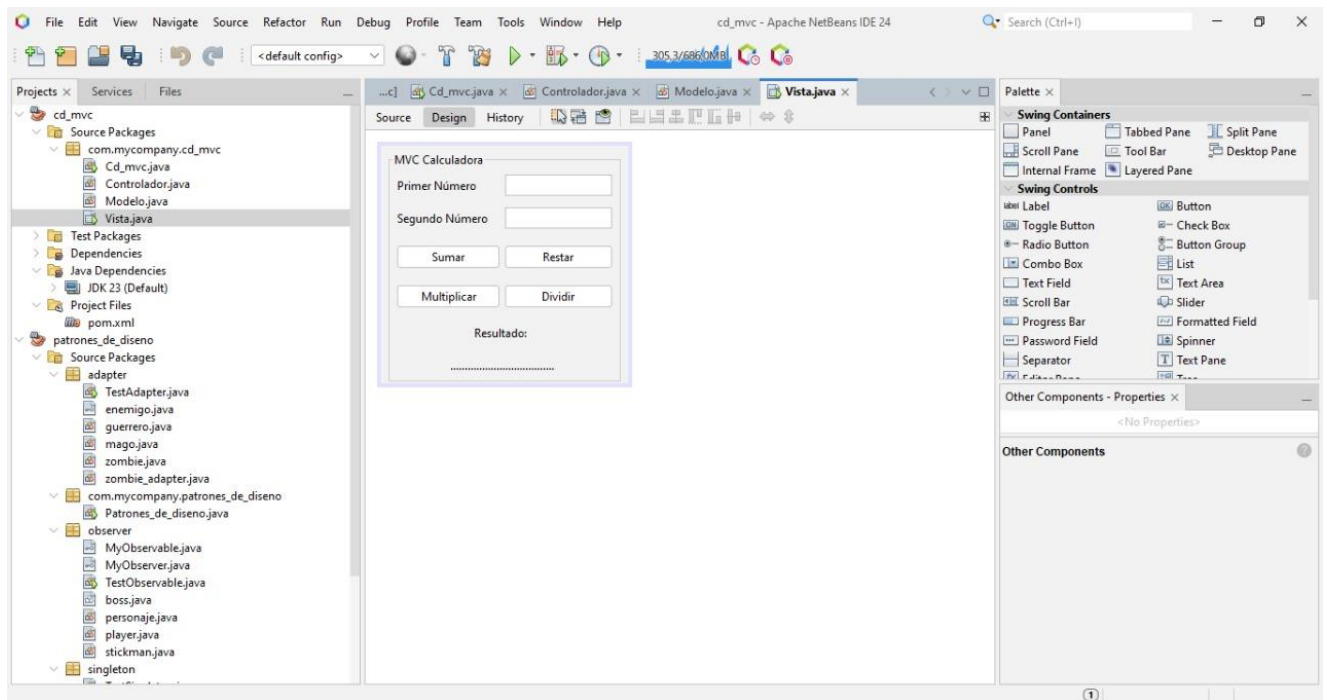 File Edit View Navigate Source Refactor Run Debug Profile Team Tools Window Help
cd_mvc - Apache NetBeans IDE 24
Search (Ctrl+I)
<default config>
305,3/686,0MB
Projects
Services
Files
cd_mvc
Source Packages
com.mycompany.cd_mvc
Cd_mvc.java
Controlador.java
Modelo.java
Vista.java
Test Packages
Dependencies
Java Dependencies
JDK 23 (Default)
Project Files
pom.xml
patrones_de_diseno
Source Packages
adapter
TestAdapter.java
enemigo.java
guerrero.java
mago.java
zombie.java
zombie_adapter.java
com.mycompany.patrones_de_diseno
Patrones_de_diseno.java
observer
MyObservable.java
MyObserver.java
TestObservable.java
boss.java
personaje.java
player.java
stickman.java
singleton
...c] Cd_mvc.java Controlador.java Modelo.java Vista.java
Source Design History
MVC Calculadora
Primer Número
Segundo Número
Sumar Restar
Multiplicar Dividir
Resultado:
....................................
Palette
Swing Containers
Panel Tabbed Pane Split Pane
Scroll Pane Tool Bar Desktop Pane
Internal Frame Layered Pane
Swing Controls
label Label OK Button
ON Toggle Button Check Box
Radio Button Button Group
Combo Box List
Text Field Text Area
Scroll Bar Slider
Progress Bar Formatted Field
Password Field Spinner
Separator Text Pane
Other Components - Properties
<No Properties>
Other Components
1